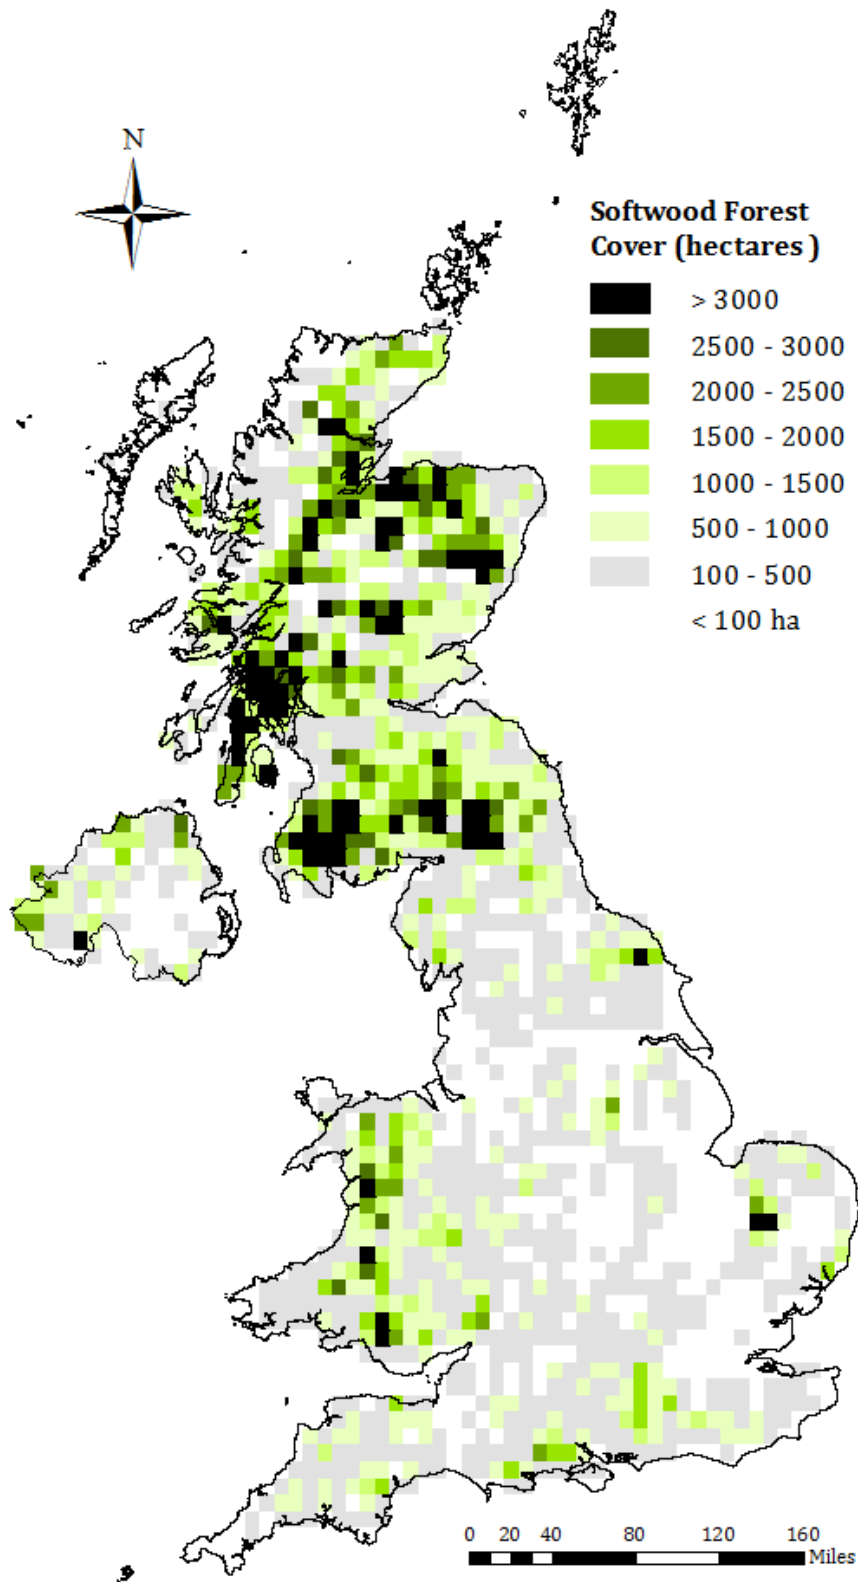 N
Softwood Forest
Cover (hectares )
> 3000
2500 - 3000
2000 - 2500
1500 - 2000
1000 - 1500
500 - 1000
100 - 500
< 100 ha
0 20 40 80 120 160
Miles